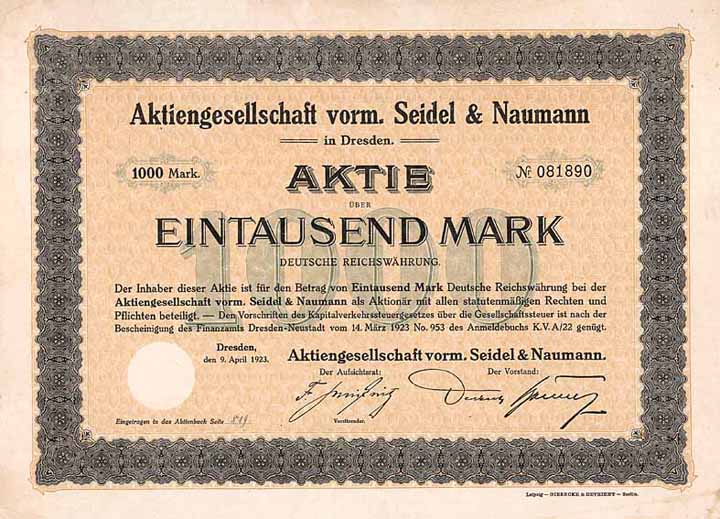 Aktiengesellschaft vorm. Seidel & Naumann
in Dresden.
1000 Mark.
AKTIE
№ 081890
ÜBER
1000
EINTAUSEND MARK
DEUTSCHE REICHSWÄHRUNG.
Der Inhaber dieser Aktie ist für den Betrag von Eintausend Mark Deutsche Reichswährung bei der
Aktiengesellschaft vorm. Seidel & Naumann als Aktionär mit allen statutenmäßigen Rechten und
Pflichten beteiligt. — Den Vorschriften des Kapitalverkehrssteuergesetzes über die Gesellschaftssteuer ist nach der
Bescheinigung des Finanzamts Dresden-Neustadt vom 14. März 1923 No. 953 des Anmeldebuchs K.V.A/22 genügt.
Dresden,
den 9. April 1923.
Aktiengesellschaft vorm. Seidel & Naumann.
Der Aufsichtsrat:
Der Vorstand:
Vorsitzender.
Eingetragen in das Aktienbuch Seite 819
Leipzig — GIESECKE & DEVRIENT — Berlin.